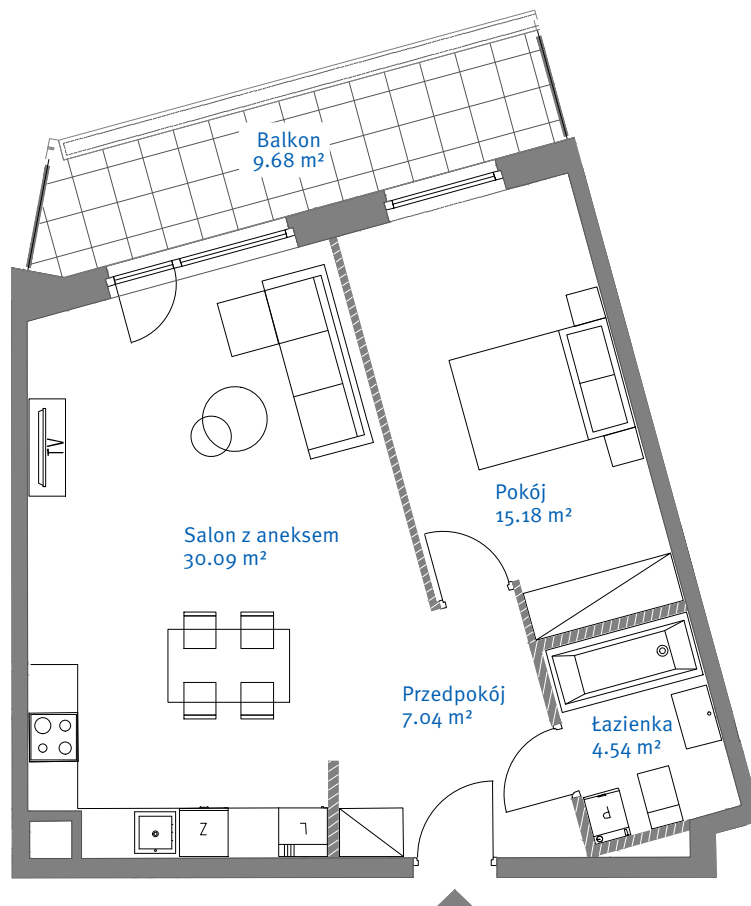 Balkon
9.68 m²
TV
Pokój
15.18 m²
Salon z aneksem
30.09 m²
Przedpokój
7.04 m²
Łazienka
4.54 m²
P
Z
L